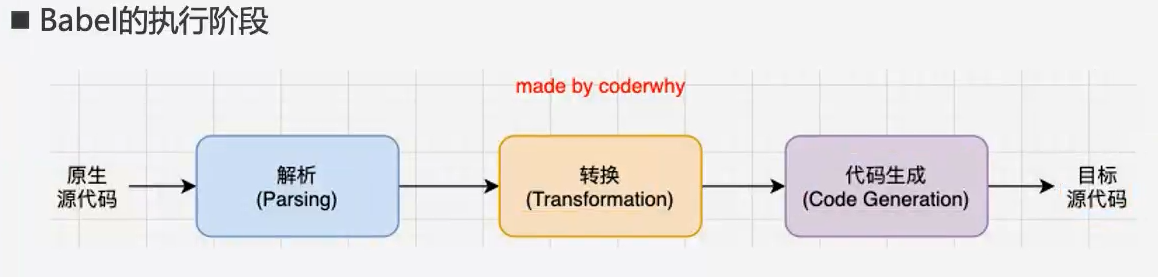 ■ Babel的执行阶段
made by coderwhy
原生
源代码
解析
(Parsing)
转换
(Transformation)
代码生成
(Code Generation)
目标
源代码